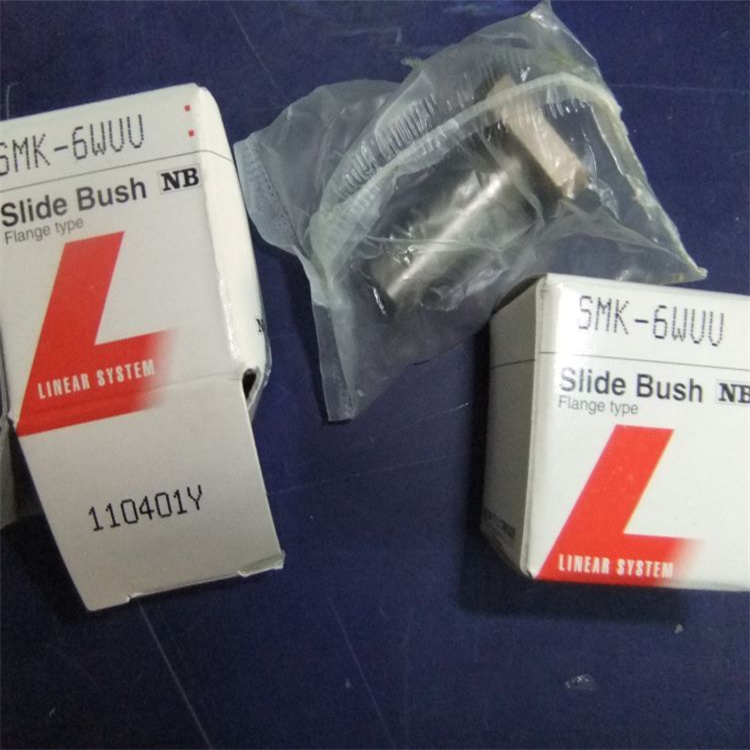 SMK-6WUU
Slide Bush NB
Flange type
LINEAR SYSTEM
110401Y
SMK-6WUU
Slide Bush NB
Flange type
LINEAR SYSTEM